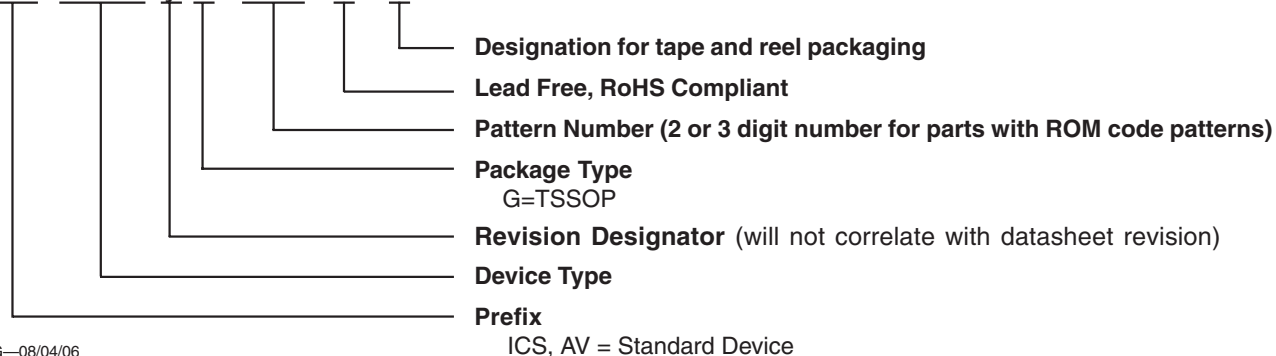 Designation for tape and reel packaging
Lead Free, RoHS Compliant
Pattern Number (2 or 3 digit number for parts with ROM code patterns)
Package Type
G=TSSOP
Revision Designator (will not correlate with datasheet revision)
Device Type
Prefix
ICS, AV = Standard Device
—08/04/06